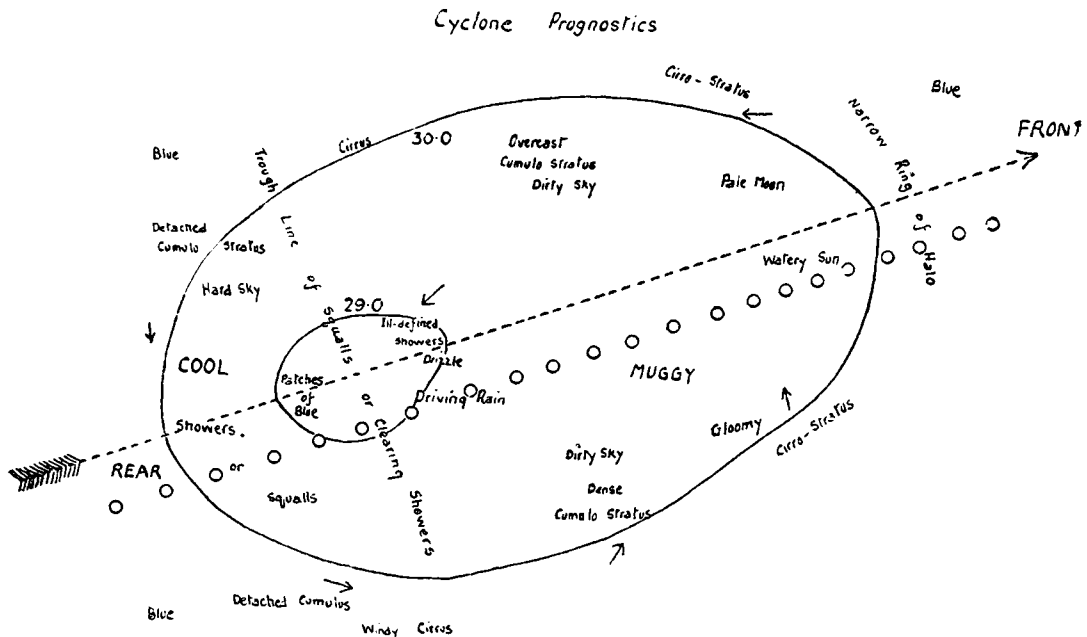 Cyclone Prognostics
Cirro-Stratus
Blue
Narrow Ring of Halo
FRONT
Blue
Trough Line of Squalls or Clearing Showers
Cirrus
30·0
Overcast
Cumulo Stratus
Dirty Sky
Pale Moon
Detached
Cumulo Stratus
Hard Sky
Watery Sun
29·0
Ill-defined
Showers
Drizzle
COOL
Patches
of
Blue
Driving Rain
MUGGY
Showers.
or
Squalls
Gloomy
Cirro-Stratus
REAR
Dirty Sky
Dense
Cumulo Stratus
Blue
Detached Cumulus
Windy Cirrus